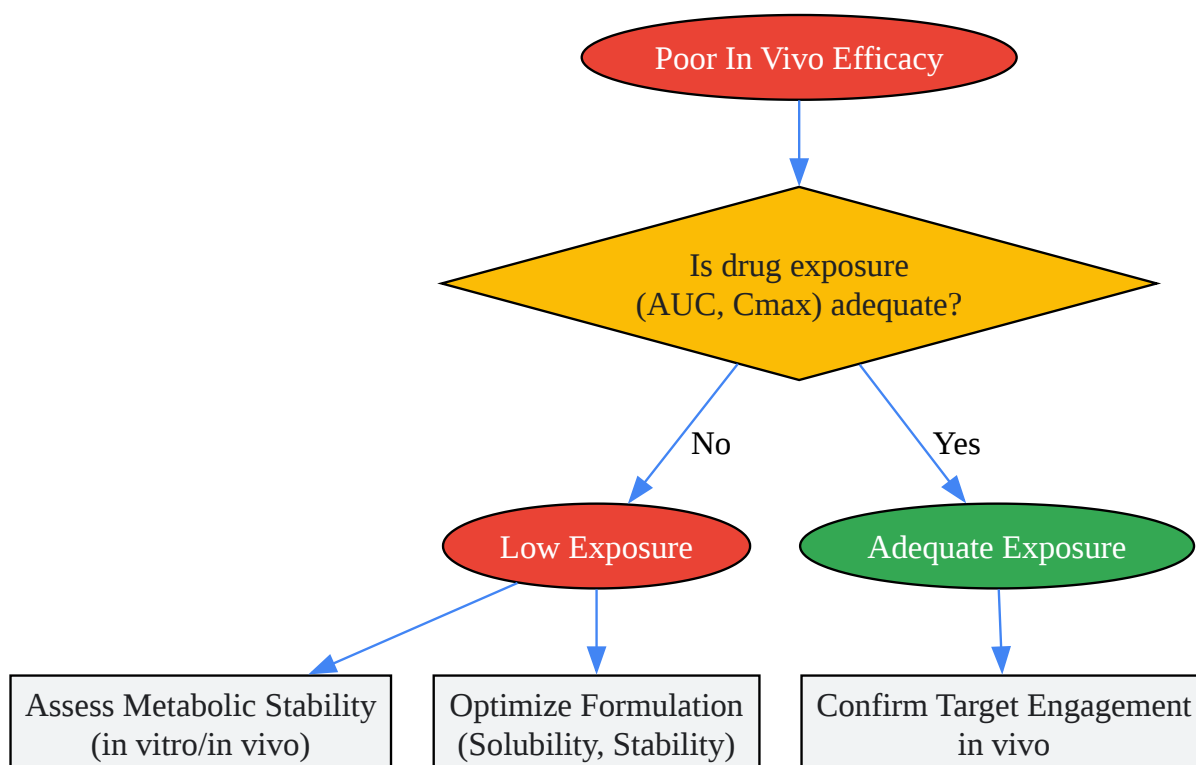 Poor In Vivo Efficacy
Is drug exposure
(AUC, Cmax) adequate?
No
Yes
Low Exposure
Adequate Exposure
Assess Metabolic Stability
(in vitro/in vivo)
Optimize Formulation
(Solubility, Stability)
Confirm Target Engagement
in vivo